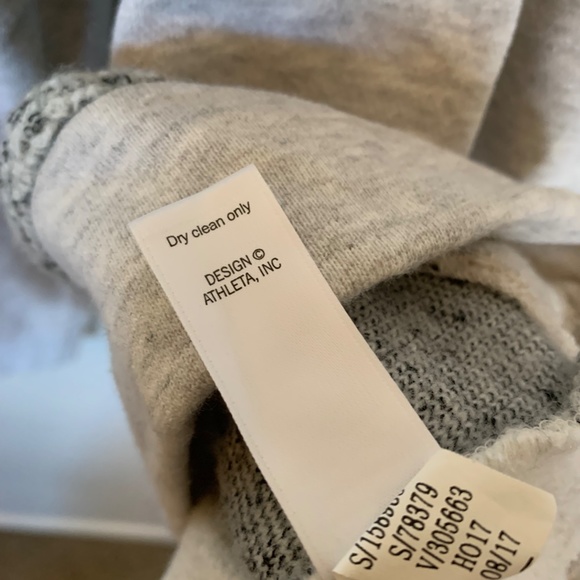 Dry clean only
DESIGN ©
ATHLETA, INC
S/78379
V/305663
HO17
08/17